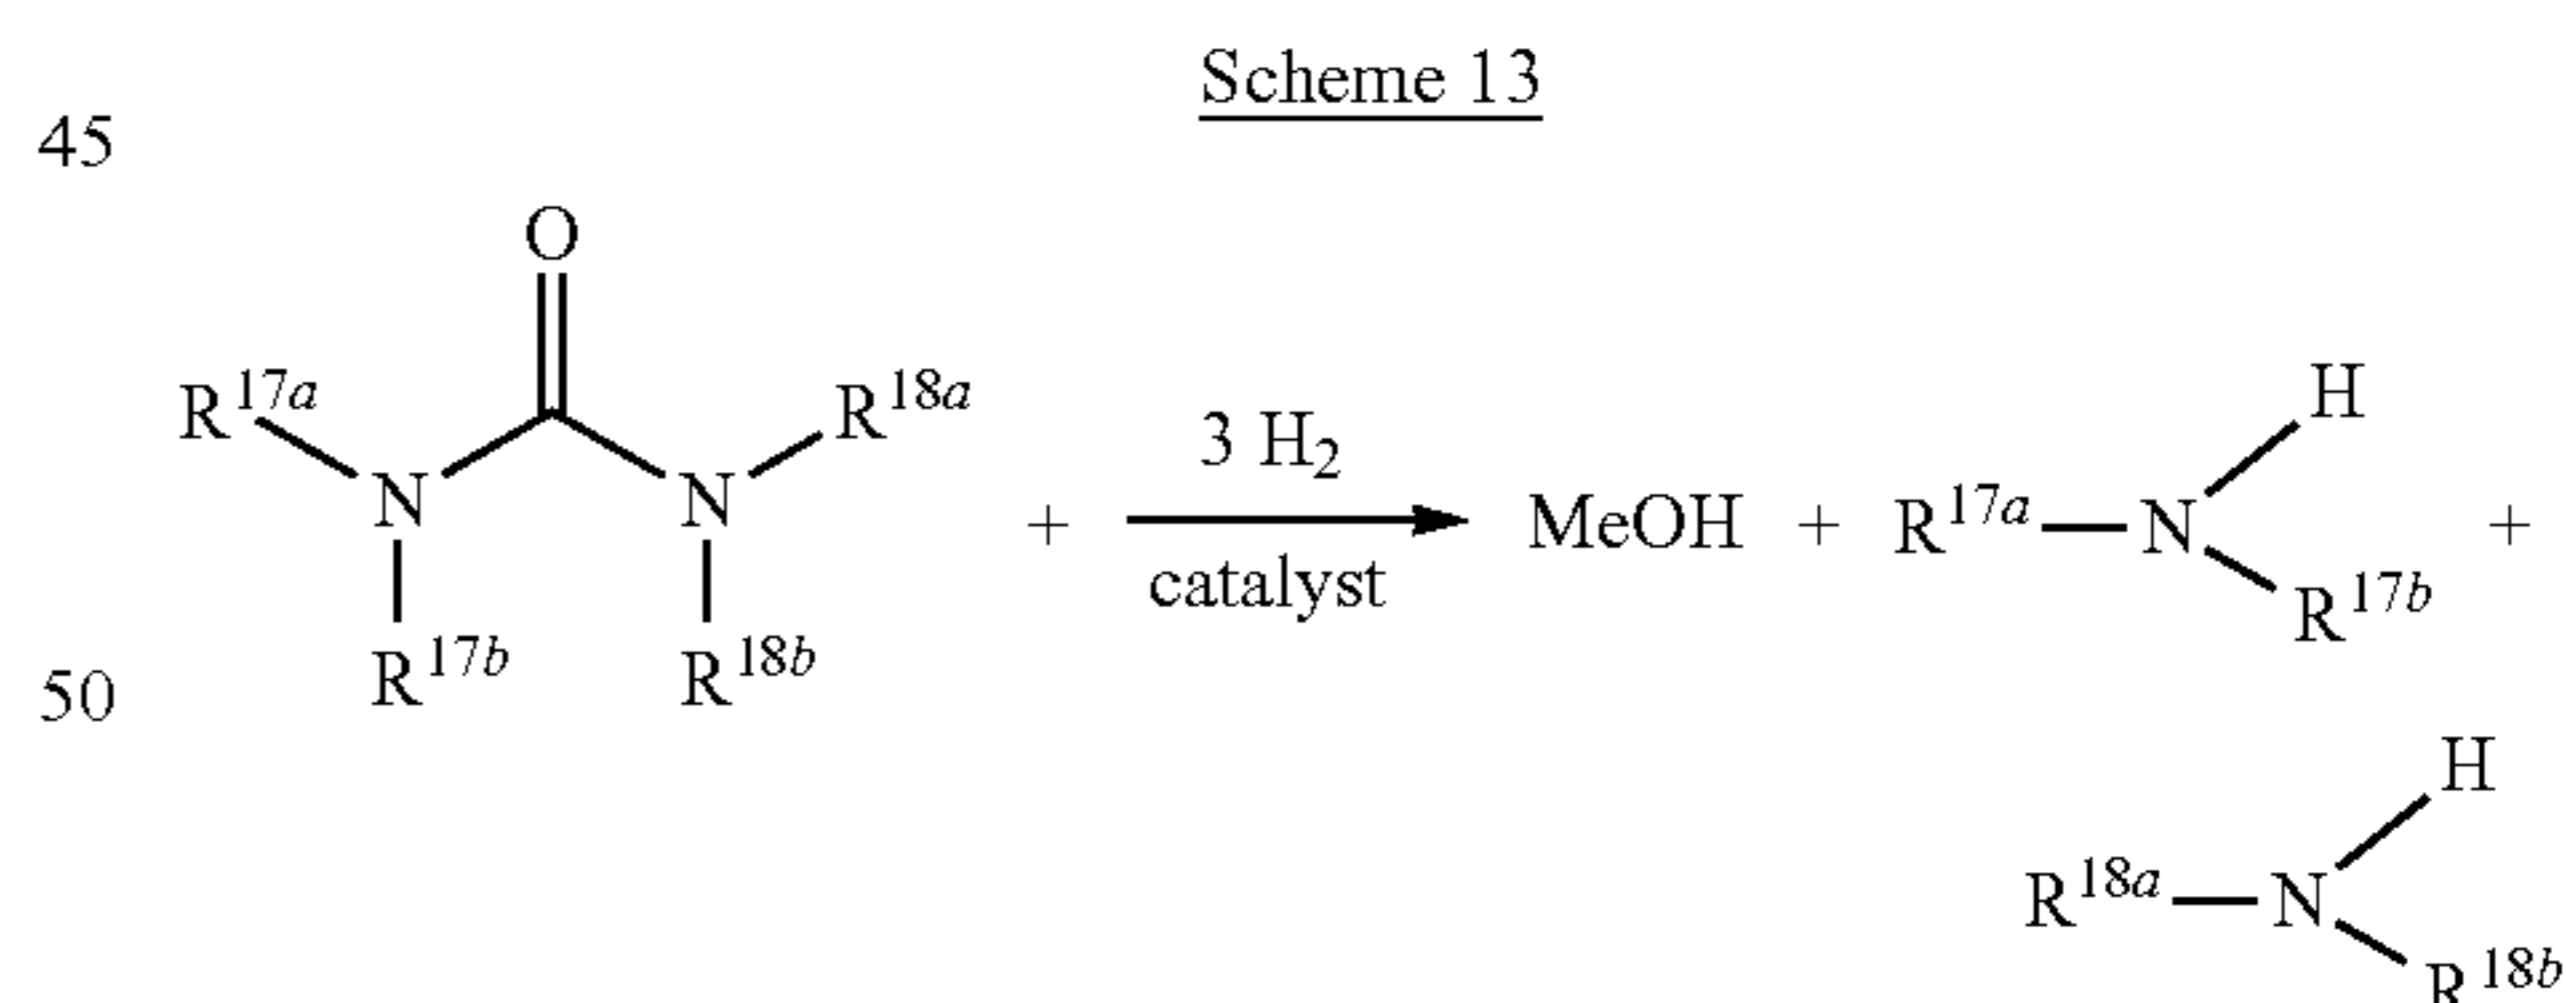 Scheme 13
45
O
R17a
R18a
H
3 H2
N N + MeOH + R17a N +
catalyst
R17b
R17b R18b
50
H
R18a N
R18b